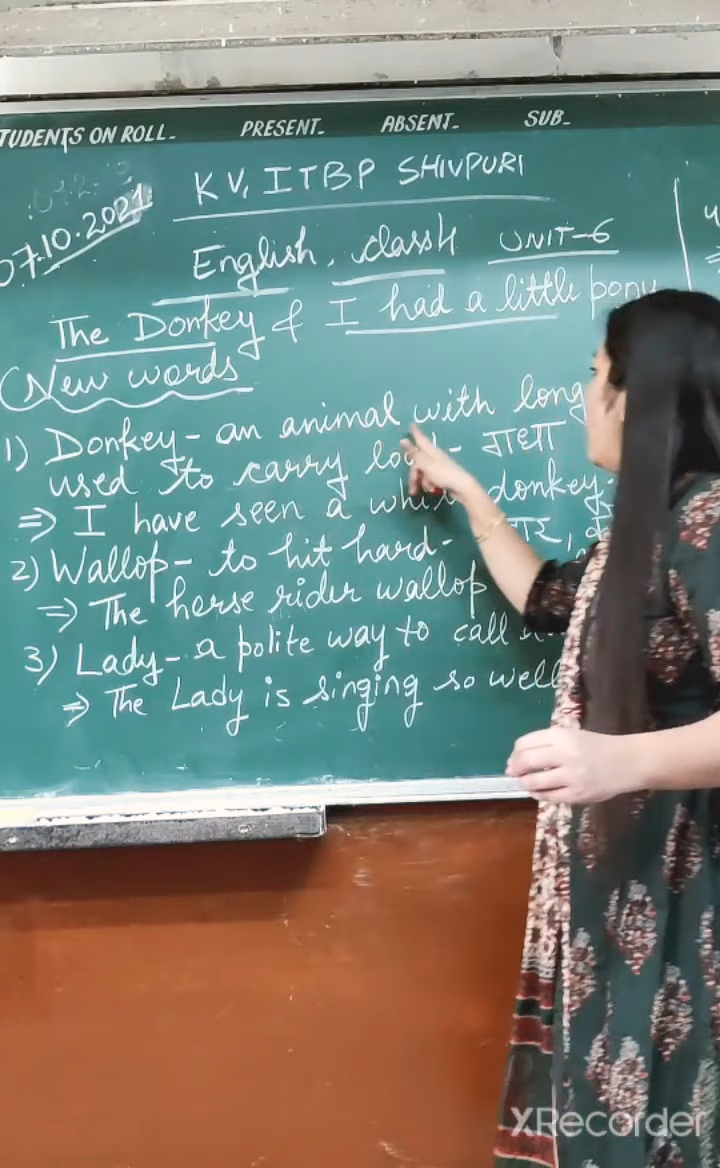 STUDENTS ON ROLL- PRESENT- ABSENT- SUB-
KV, ITBP SHIVPURI
07.10.2021
English, class 4 UNIT-6
The Donkey & I had a little pony
New words
1) Donkey- an animal with long
used to carry load- गधा
⇒ I have seen a white donkey.
2) Wallop- to hit hard-
⇒ The horse rider wallop
3) Lady- a polite way to call
⇒ The Lady is singing so well
XRecorder